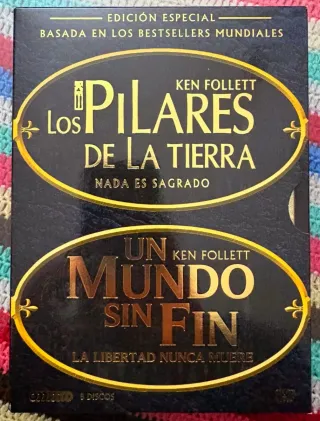 EDICIÓN ESPECIAL
BASADA EN LOS BESTSELLERS MUNDIALES
KEN FOLLETT
LOS PILARES
DE LA TIERRA
NADA ES SAGRADO
UN
KEN FOLLETT
MUNDO
SIN FIN
LA LIBERTAD NUNCA MUERE
DISCOS